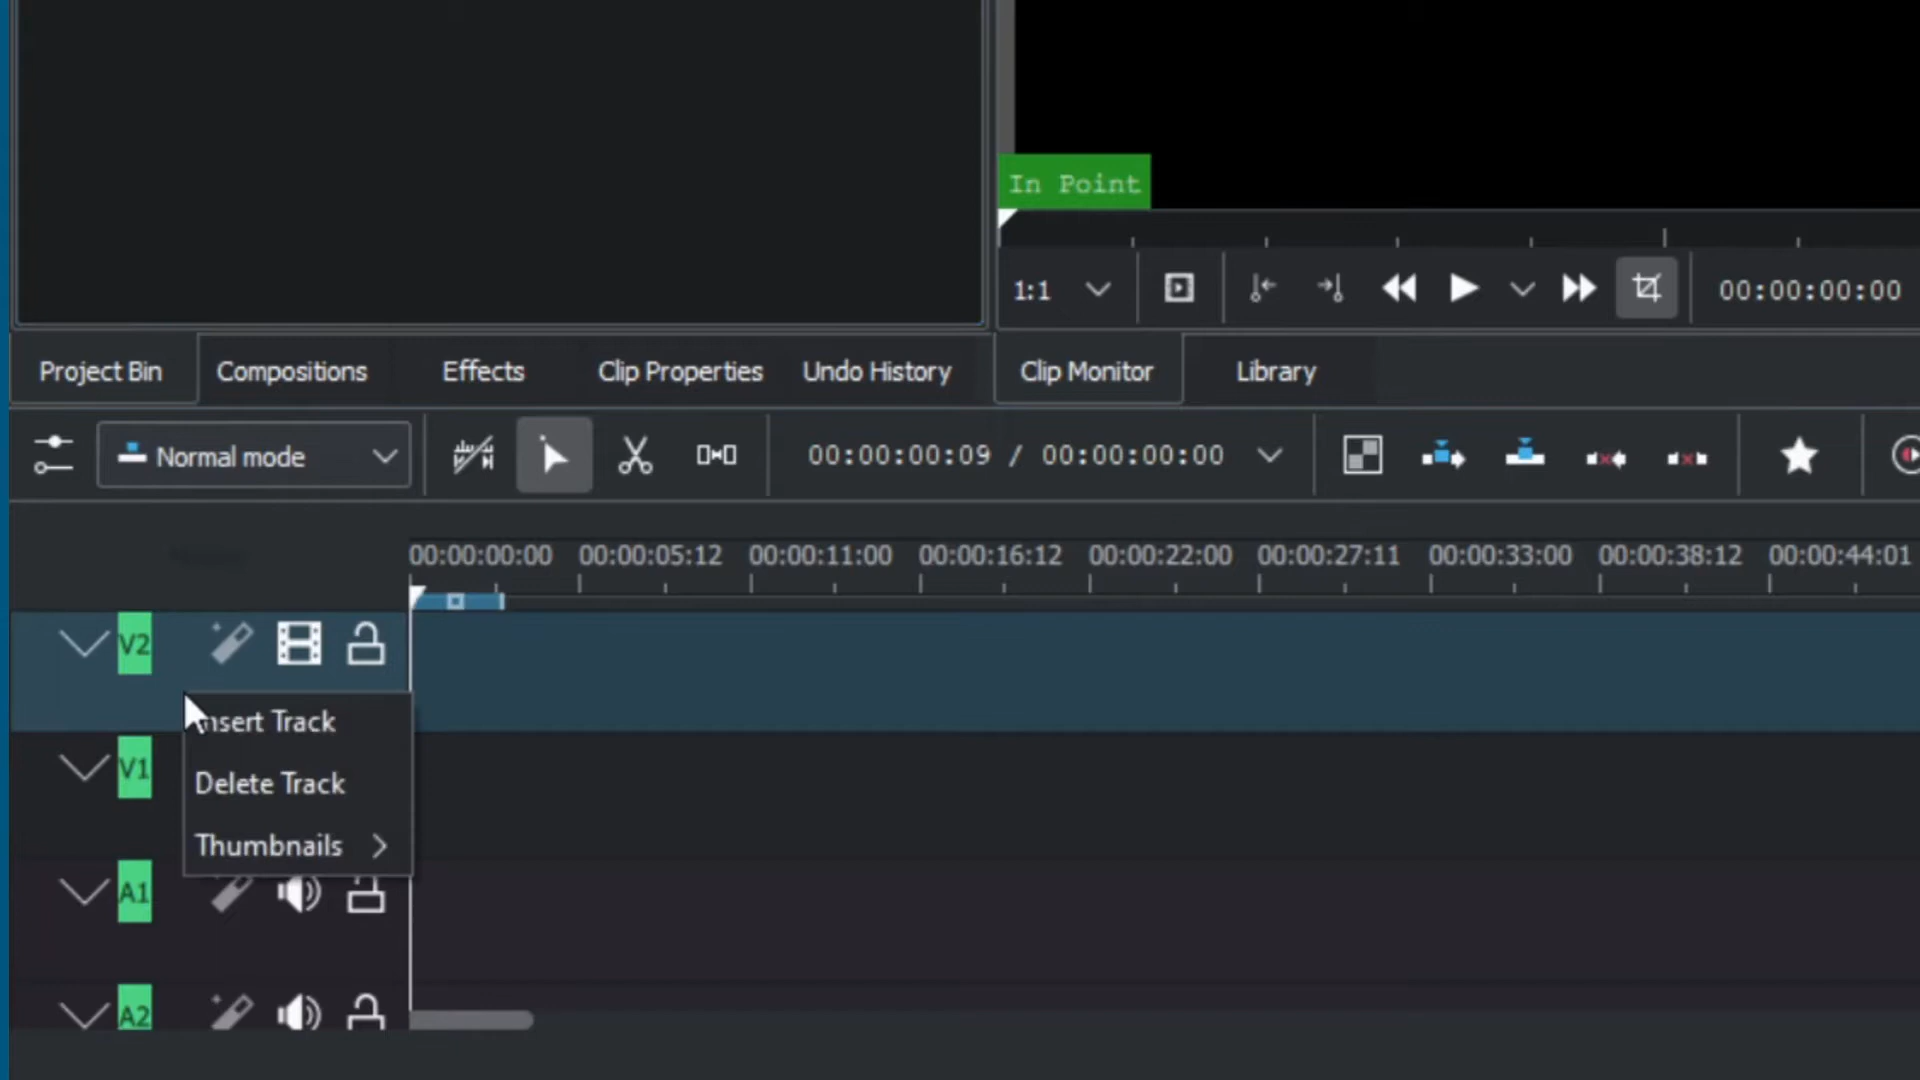 In Point
1:1
00:00:00:00
Project Bin
Compositions
Effects
Clip Properties
Undo History
Clip Monitor
Library
Normal mode
00:00:00:09 / 00:00:00:00
00:00:00:00
00:00:05:12
00:00:11:00
00:00:16:12
00:00:22:00
00:00:27:11
00:00:33:00
00:00:38:12
00:00:44:01
V2
nsert Track
V1
Delete Track
Thumbnails
A1
A2